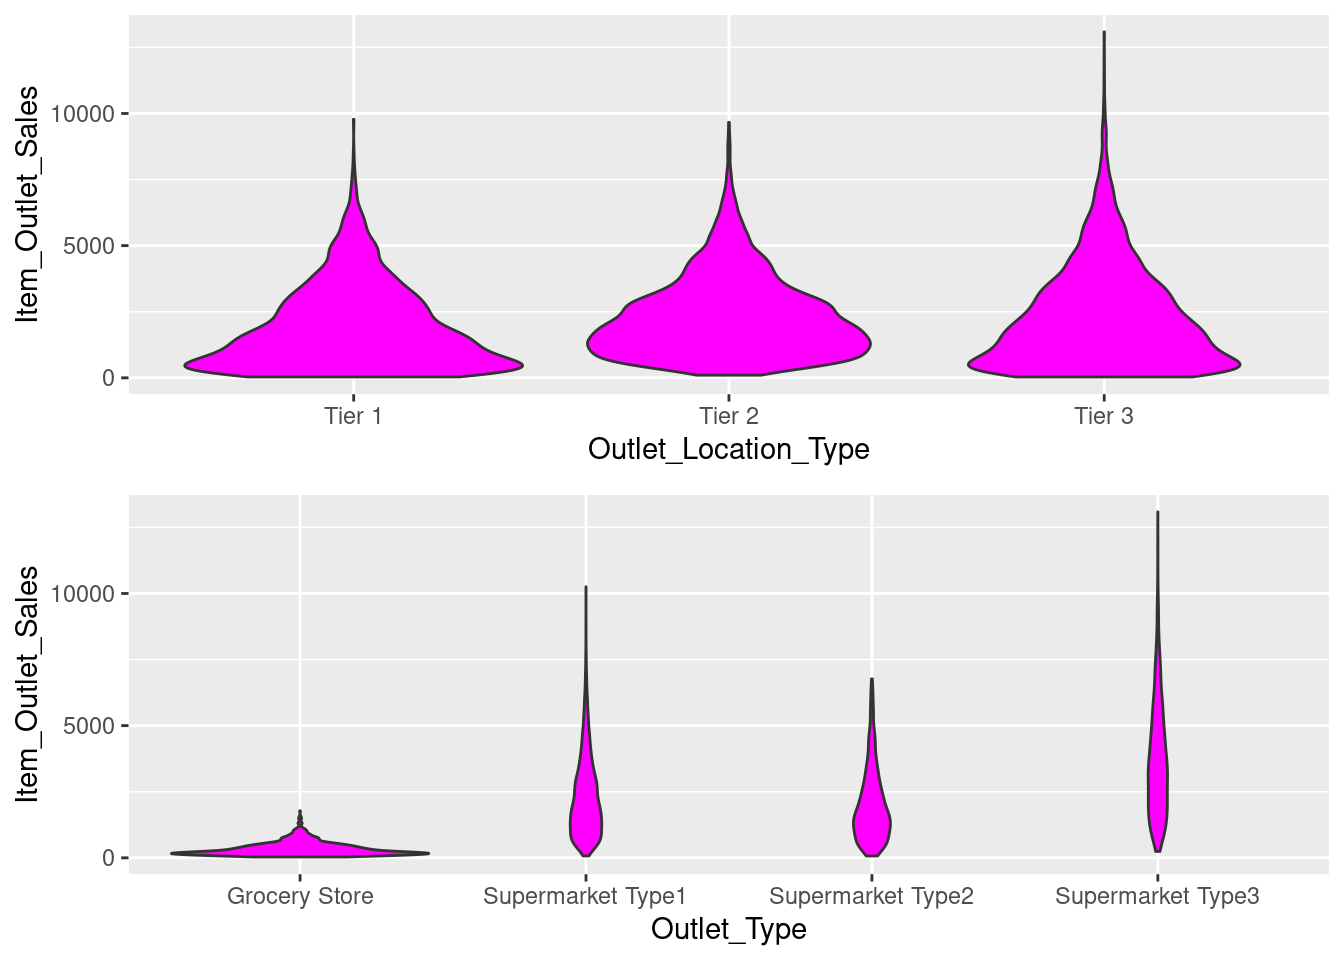 Item_Outlet_Sales
10000
5000
0
Tier 1 Tier 2 Tier 3
Outlet_Location_Type
Item_Outlet_Sales
10000
5000
0
Grocery Store Supermarket Type1 Supermarket Type2 Supermarket Type3
Outlet_Type